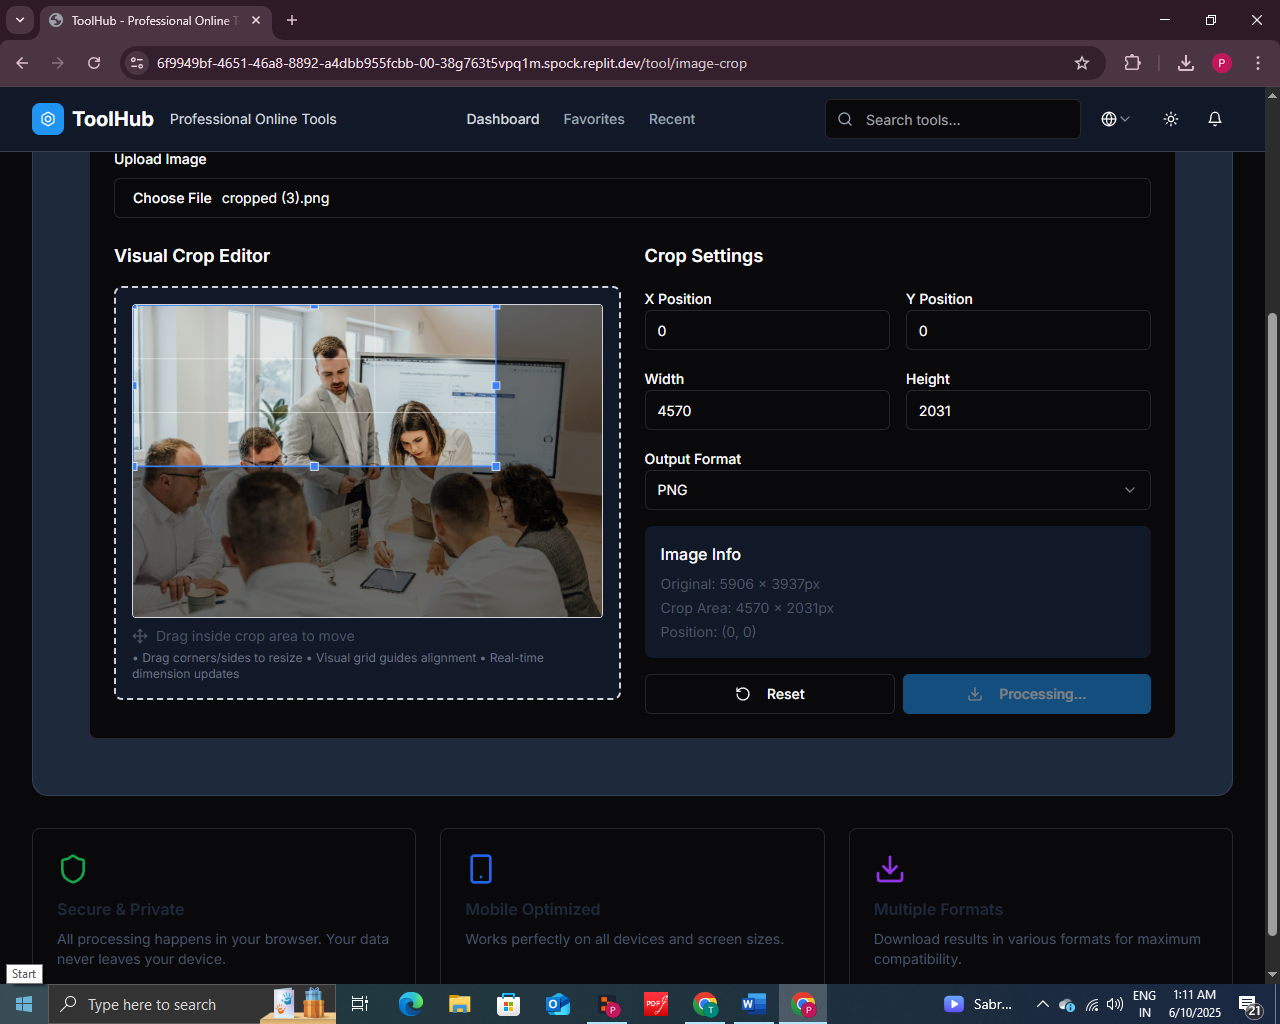 ToolHub - Professional Online T
6f9949bf-4651-46a8-8892-a4dbb955fcbb-00-38g763t5vpq1m.spock.replit.dev/tool/image-crop
P
ToolHub
Professional Online Tools
Dashboard
Favorites
Recent
Search tools...
Upload Image
Choose File cropped (3).png
Visual Crop Editor
Drag inside crop area to move
• Drag corners/sides to resize • Visual grid guides alignment • Real-time
dimension updates
Crop Settings
X Position
Y Position
0
0
Width
Height
4570
2031
Output Format
PNG
Image Info
Original: 5906 × 3937px
Crop Area: 4570 × 2031px
Position: (0, 0)
Reset
Processing...
Secure & Private
All processing happens in your browser. Your data
never leaves your device.
Mobile Optimized
Works perfectly on all devices and screen sizes.
Multiple Formats
Download results in various formats for maximum
compatibility.
Start
Type here to search
Sabr...
ENG
IN
1:11 AM
6/10/2025
21